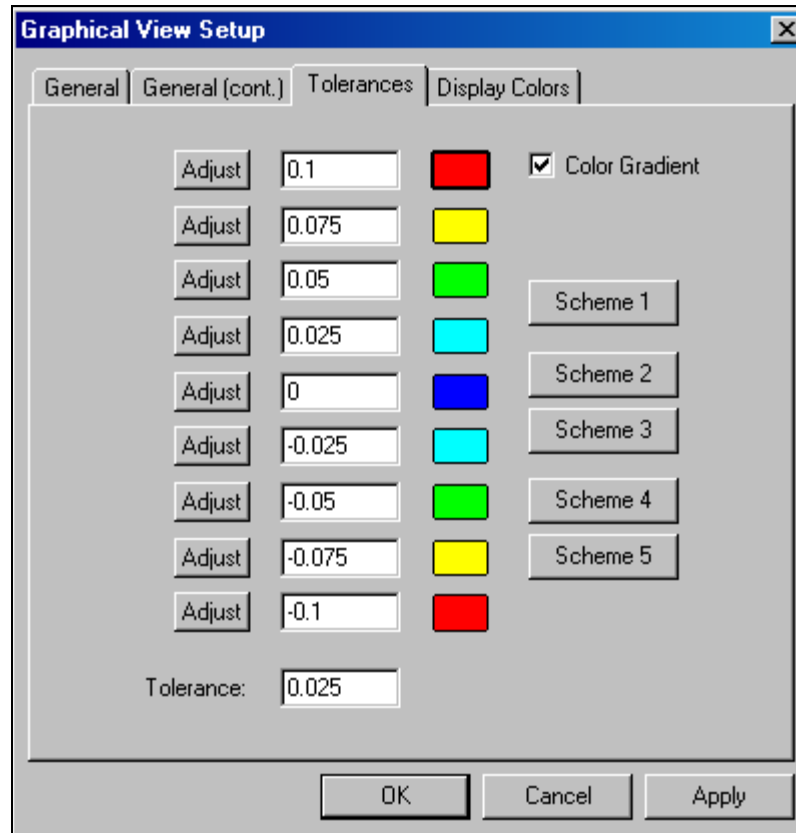 Graphical View Setup
General General (cont.) Tolerances Display Colors
Adjust 0.1 Color Gradient
Adjust 0.075
Adjust 0.05
Scheme 1
Adjust 0.025
Scheme 2
Adjust 0
Scheme 3
Adjust -0.025
Adjust -0.05 Scheme 4
Adjust -0.075 Scheme 5
Adjust -0.1
Tolerance: 0.025
OK Cancel Apply